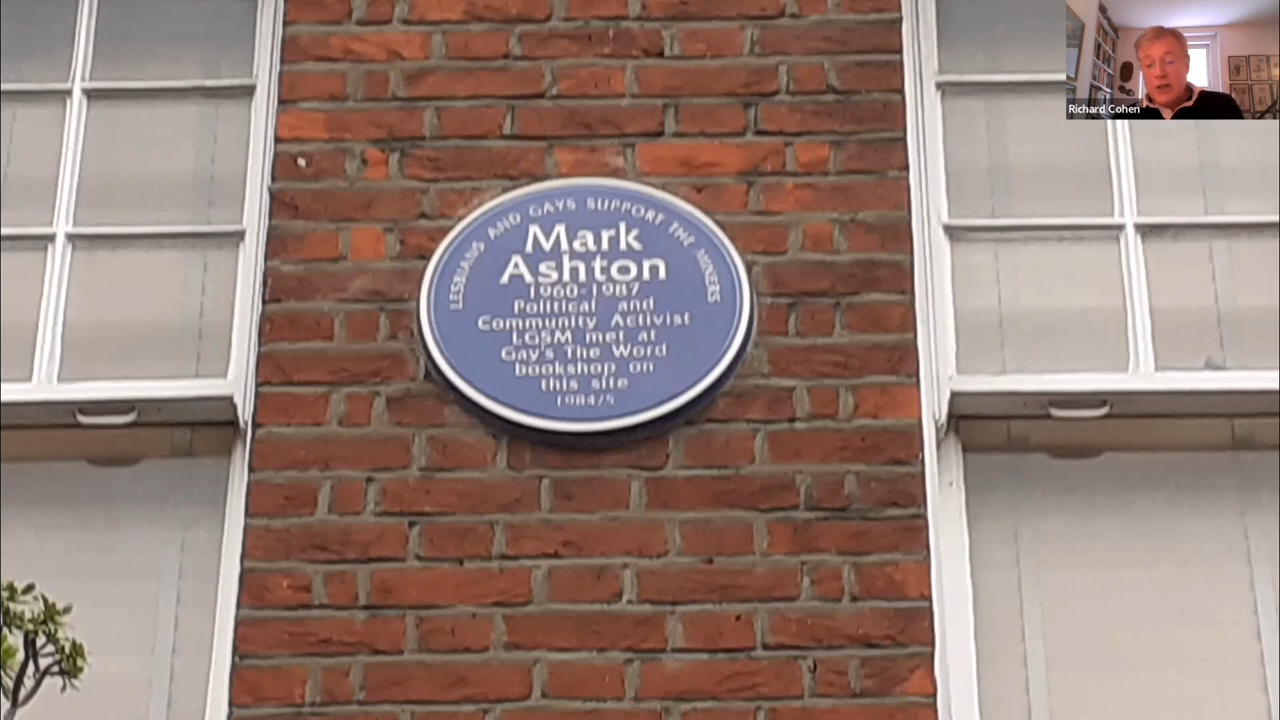 LESBIANS AND GAYS SUPPORT THE MINERS
Mark
Ashton
1960-1987
Political and
Community Activist
LGSM met at
Gay's The Word
bookshop on
this site
1984/5
Richard Cohen